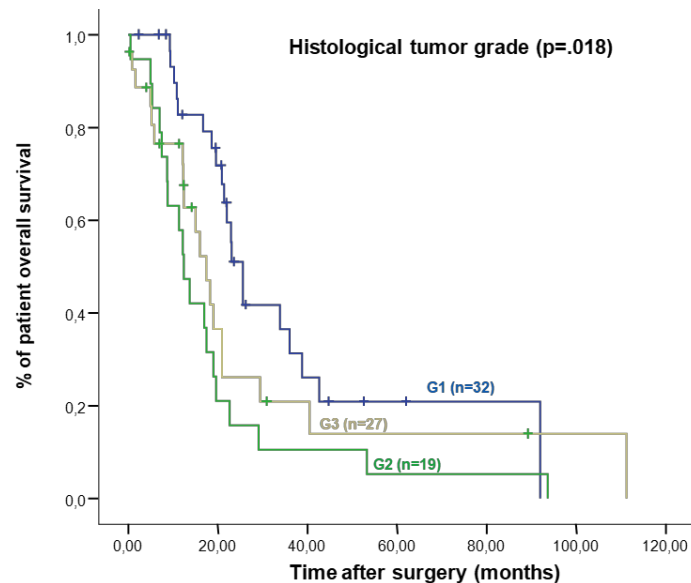 Histological tumor grade (p=.018)
% of patient overall survival
1,0
0,8
0,6
0,4
0,2
0,0
G1 (n=32)
G3 (n=27)
G2 (n=19)
0,00 20,00 40,00 60,00 80,00 100,00 120,00
Time after surgery (months)